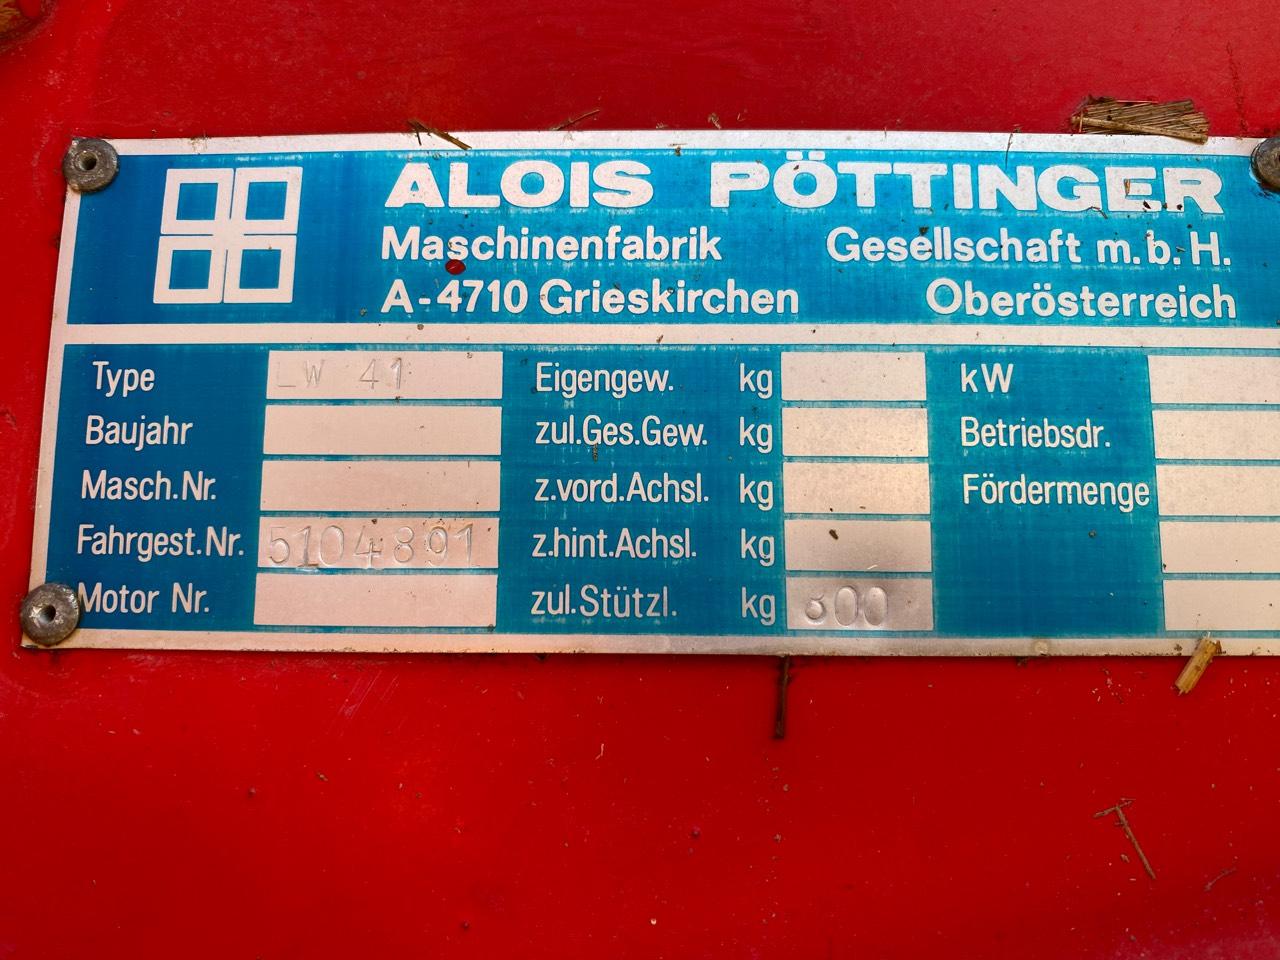 ALOIS PÖTTINGER
Maschinenfabrik Gesellschaft m.b.H.
A-4710 Grieskirchen Oberösterreich
Type LW 41 Eigengew. kg kW
Baujahr zul.Ges.Gew. kg Betriebsdr.
Masch.Nr. z.vord.Achsl. kg Fördermenge
Fahrgest.Nr. 5104891 z.hint.Achsl. kg
Motor Nr. zul.Stützl. kg